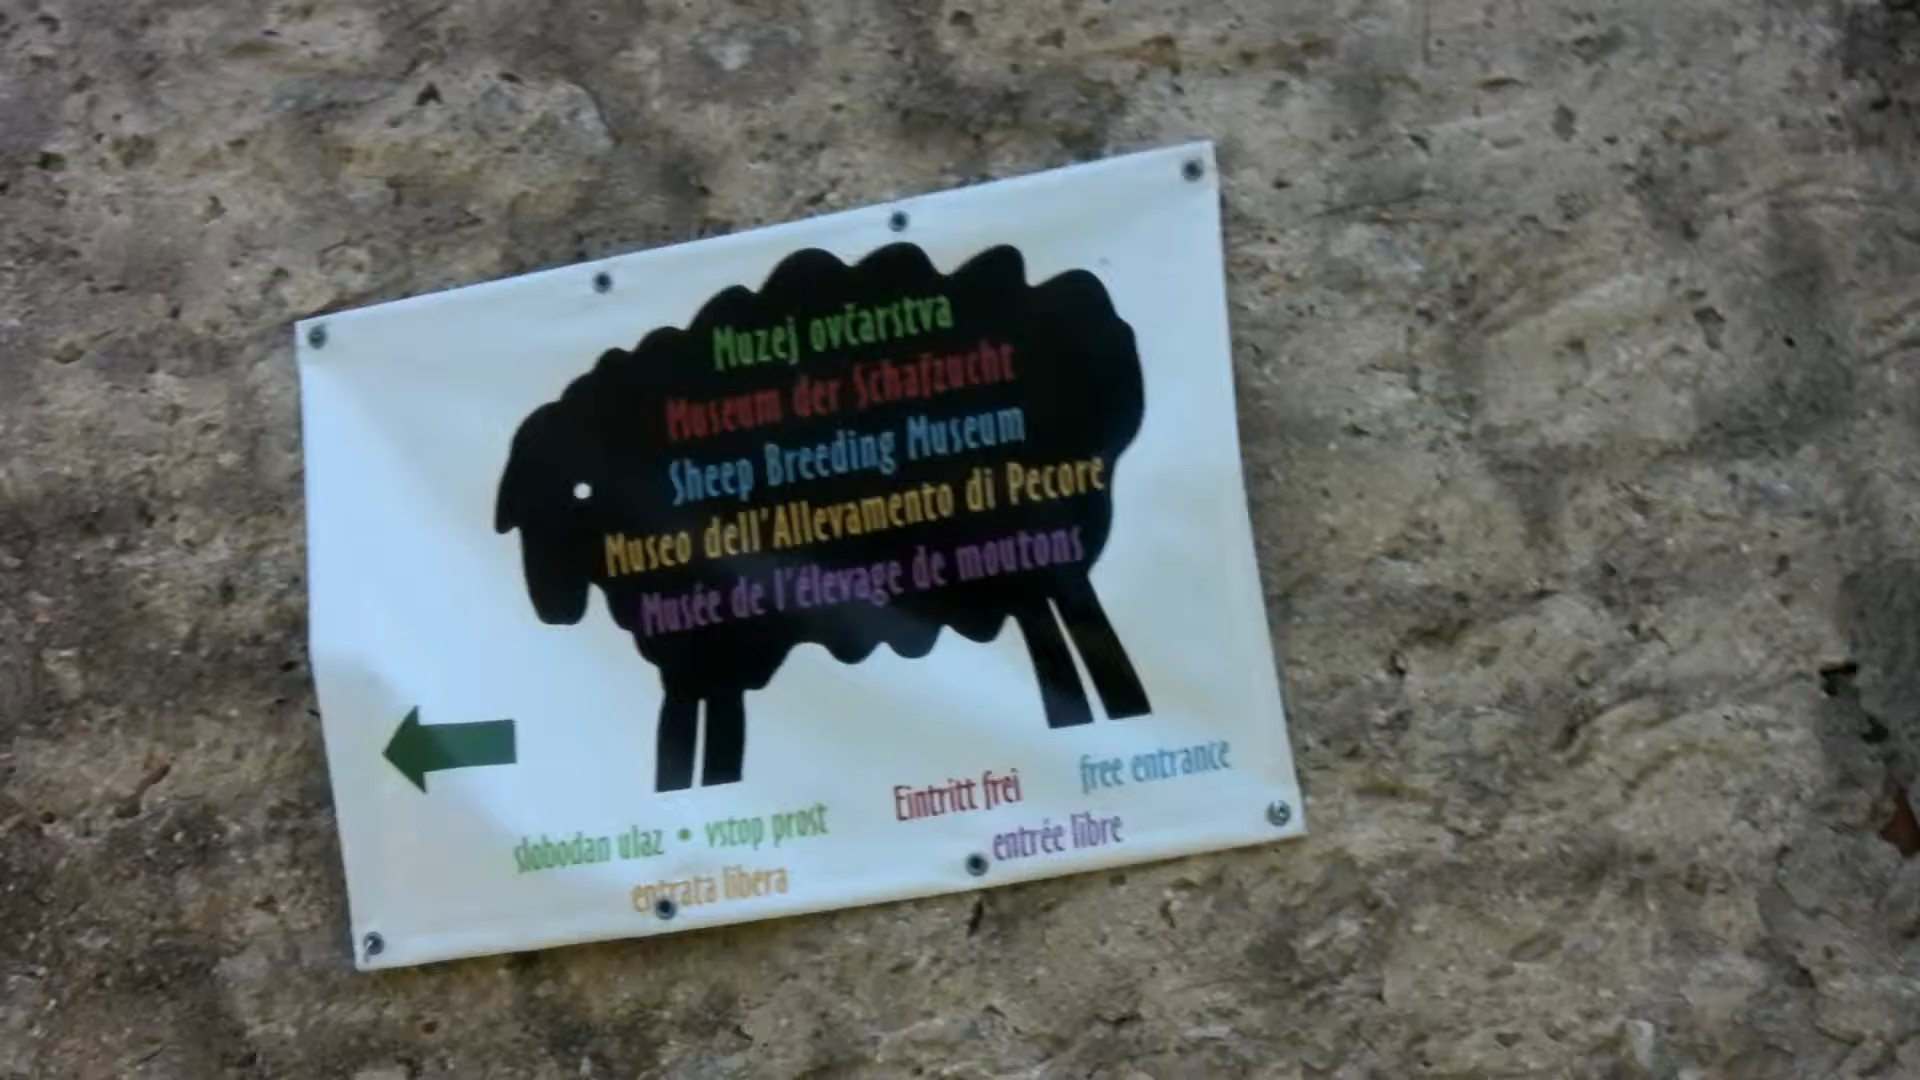 Muzej ovčarstva
Museum der Schafzucht
Sheep Breeding Museum
Museo dell'Allevamento di Pecore
Musée de l'élevage de moutons
slobodan ulaz • vstop prost
Eintritt frei
free entrance
entrata libera
entrée libre